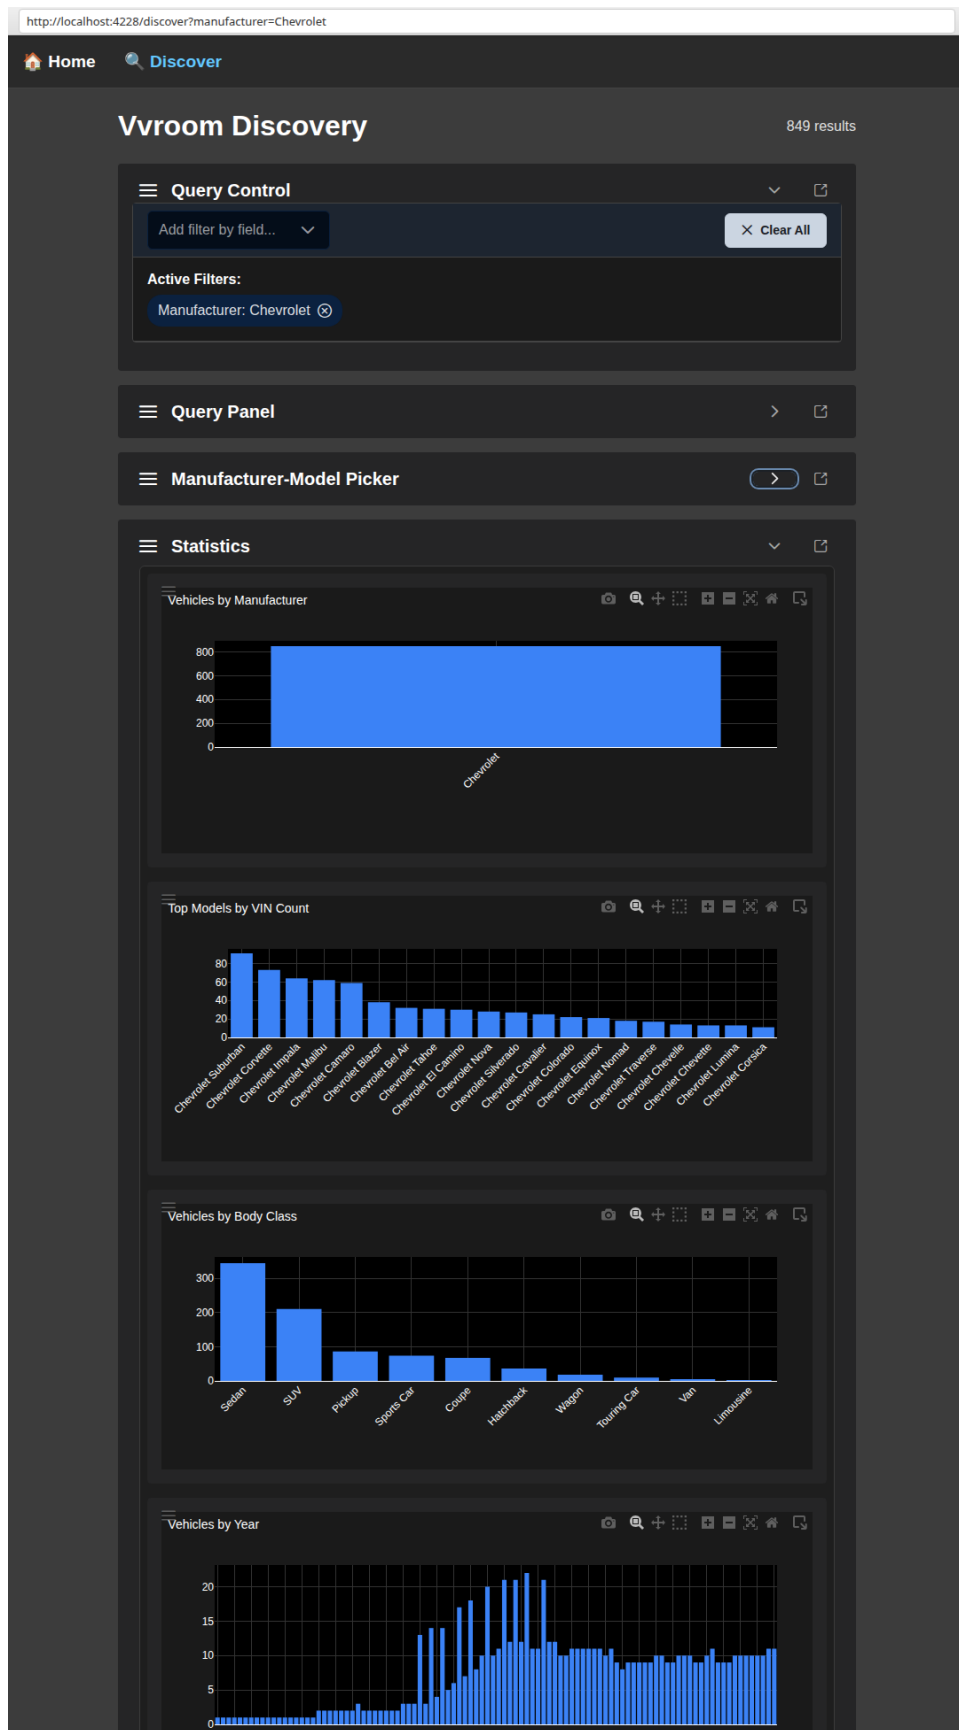 http://localhost:4228/discover?manufacturer=Chevrolet
🏠 Home 🔍 Discover
Vvroom Discovery 849 results
Query Control
Add filter by field... Clear All
Active Filters:
Manufacturer: Chevrolet
Query Panel
Manufacturer-Model Picker
Statistics
Vehicles by Manufacturer
800
600
400
200
0
Chevrolet
Top Models by VIN Count
80
60
40
20
0
Chevrolet Suburban
Chevrolet Corvette
Chevrolet Impala
Chevrolet Malibu
Chevrolet Camaro
Chevrolet Blazer
Chevrolet Bel Air
Chevrolet Tahoe
Chevrolet El Camino
Chevrolet Nova
Chevrolet Silverado
Chevrolet Cavalier
Chevrolet Colorado
Chevrolet Equinox
Chevrolet Nomad
Chevrolet Traverse
Chevrolet Chevelle
Chevrolet Chevette
Chevrolet Lumina
Chevrolet Corsica
Vehicles by Body Class
300
200
100
0
Sedan
SUV
Pickup
Sports Car
Coupe
Hatchback
Wagon
Touring Car
Van
Limousine
Vehicles by Year
20
15
10
5
0